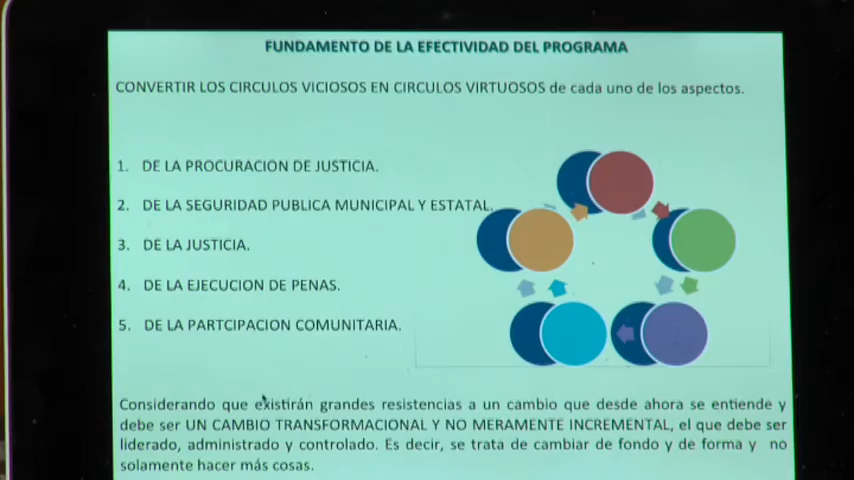 FUNDAMENTO DE LA EFECTIVIDAD DEL PROGRAMA
CONVERTIR LOS CIRCULOS VICIOSOS EN CIRCULOS VIRTUOSOS de cada uno de los aspectos.
1. DE LA PROCURACION DE JUSTICIA.
2. DE LA SEGURIDAD PUBLICA MUNICIPAL Y ESTATAL.
3. DE LA JUSTICIA.
4. DE LA EJECUCION DE PENAS.
5. DE LA PARTCIPACION COMUNITARIA.
Considerando que existirán grandes resistencias a un cambio que desde ahora se entiende y
debe ser UN CAMBIO TRANSFORMACIONAL Y NO MERAMENTE INCREMENTAL, el que debe ser
liderado, administrado y controlado. Es decir, se trata de cambiar de fondo y de forma y no
solamente hacer más cosas.